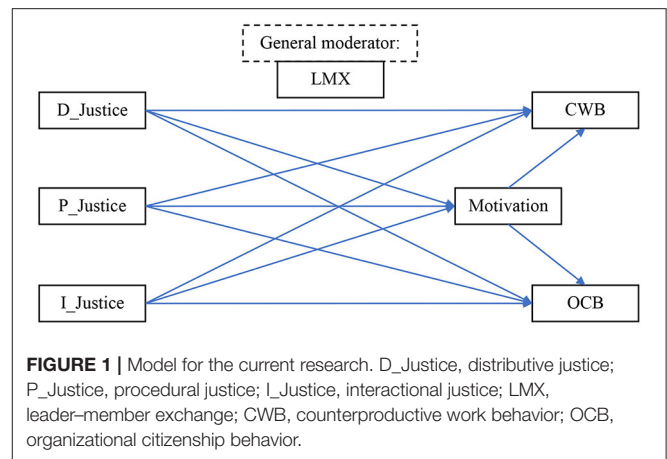 General moderator:
LMX
D_Justice
CWB
P_Justice
Motivation
I_Justice
OCB
FIGURE 1 | Model for the current research. D_Justice, distributive justice;
P_Justice, procedural justice; I_Justice, interactional justice; LMX,
leader–member exchange; CWB, counterproductive work behavior; OCB,
organizational citizenship behavior.